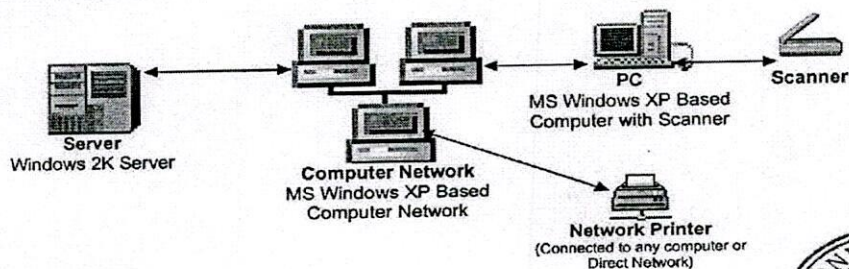 Server
Windows 2K Server
Computer Network
MS Windows XP Based
Computer Network
PC
MS Windows XP Based
Computer with Scanner
Scanner
Network Printer
(Connected to any computer or
Direct Network)